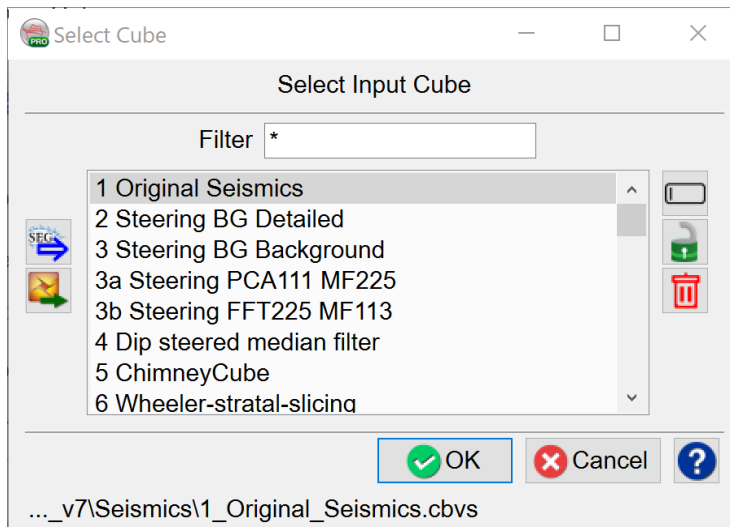 PRO Select Cube
Select Input Cube
Filter *
1 Original Seismics
2 Steering BG Detailed
3 Steering BG Background
SEG
3a Steering PCA111 MF225
3b Steering FFT225 MF113
4 Dip steered median filter
5 ChimneyCube
6 Wheeler-stratal-slicing
OK Cancel ?
..._v7\Seismics\1_Original_Seismics.cbvs